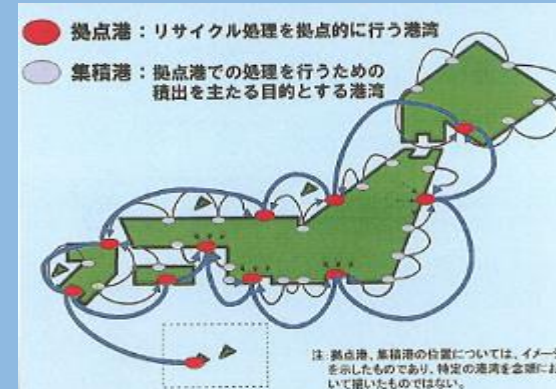 拠点港：リサイクル処理を拠点的に行う港湾
集積港：拠点港での処理を行うための
積出を主たる目的とする港湾
注：拠点港、集積港の位置については、イメージ
を示したものであり、特定の港湾を念頭にお
いて描いたものではない。